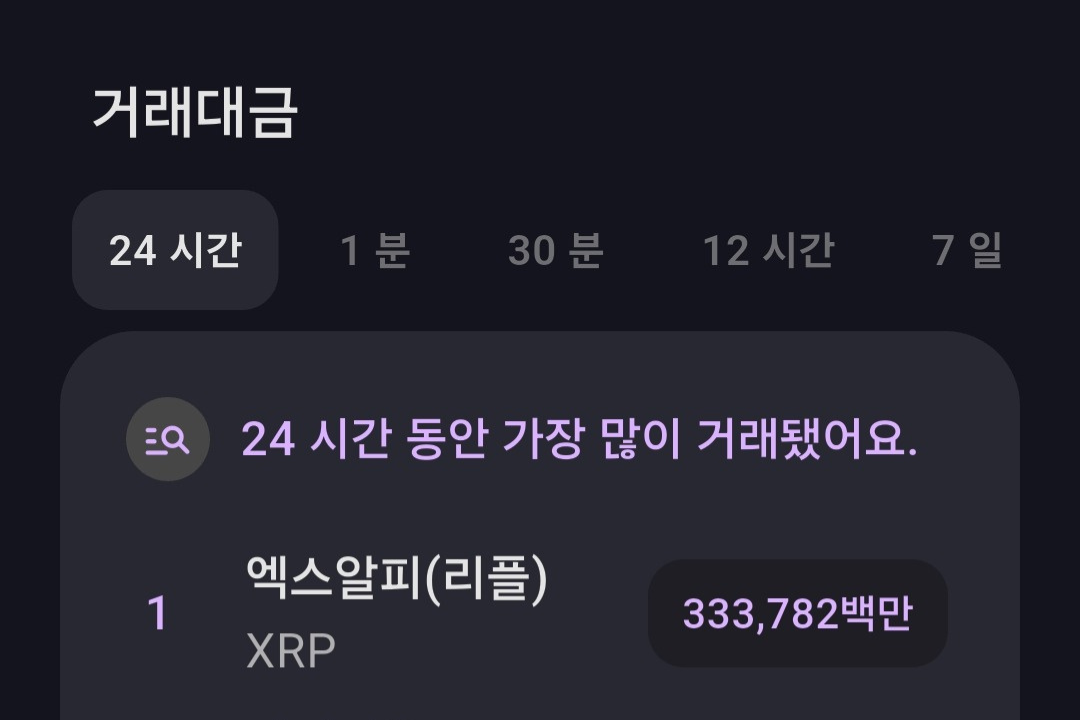 거래대금
24 시간 1 분 30 분 12 시간 7 일
24 시간 동안 가장 많이 거래됐어요.
엑스알피(리플)
1 333,782백만
XRP